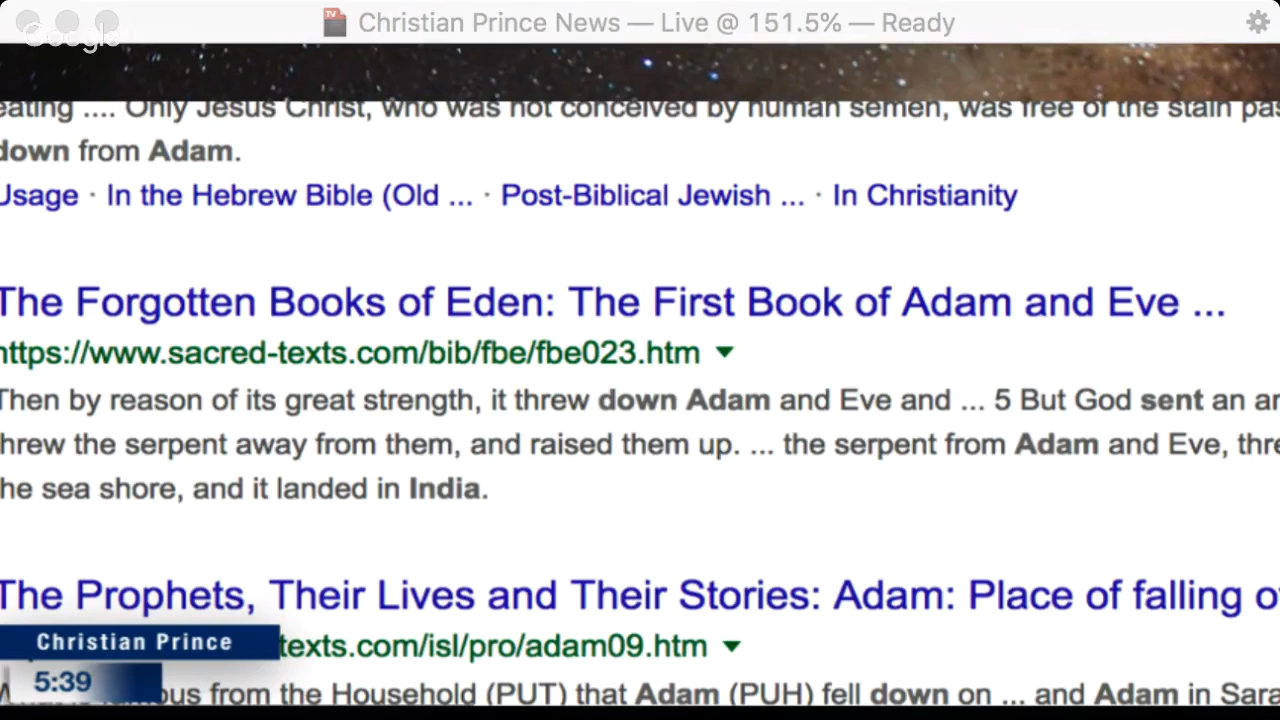 Christian Prince News — Live @ 151.5% — Ready
Google
eating .... Only Jesus Christ, who was not conceived by human semen, was free of the stain
down from Adam.
Usage · In the Hebrew Bible (Old ... · Post-Biblical Jewish ... · In Christianity
The Forgotten Books of Eden: The First Book of Adam and Eve ...
https://www.sacred-texts.com/bib/fbe/fbe023.htm
Then by reason of its great strength, it threw down Adam and Eve and ... 5 But God sent an
threw the serpent away from them, and raised them up. ... the serpent from Adam and Eve,
the sea shore, and it landed in India.
The Prophets, Their Lives and Their Stories: Adam: Place of falling
Christian Prince
texts.com/isl/pro/adam09.htm
5:39
from the Household (PUT) that Adam (PUH) fell down on ... and Adam in